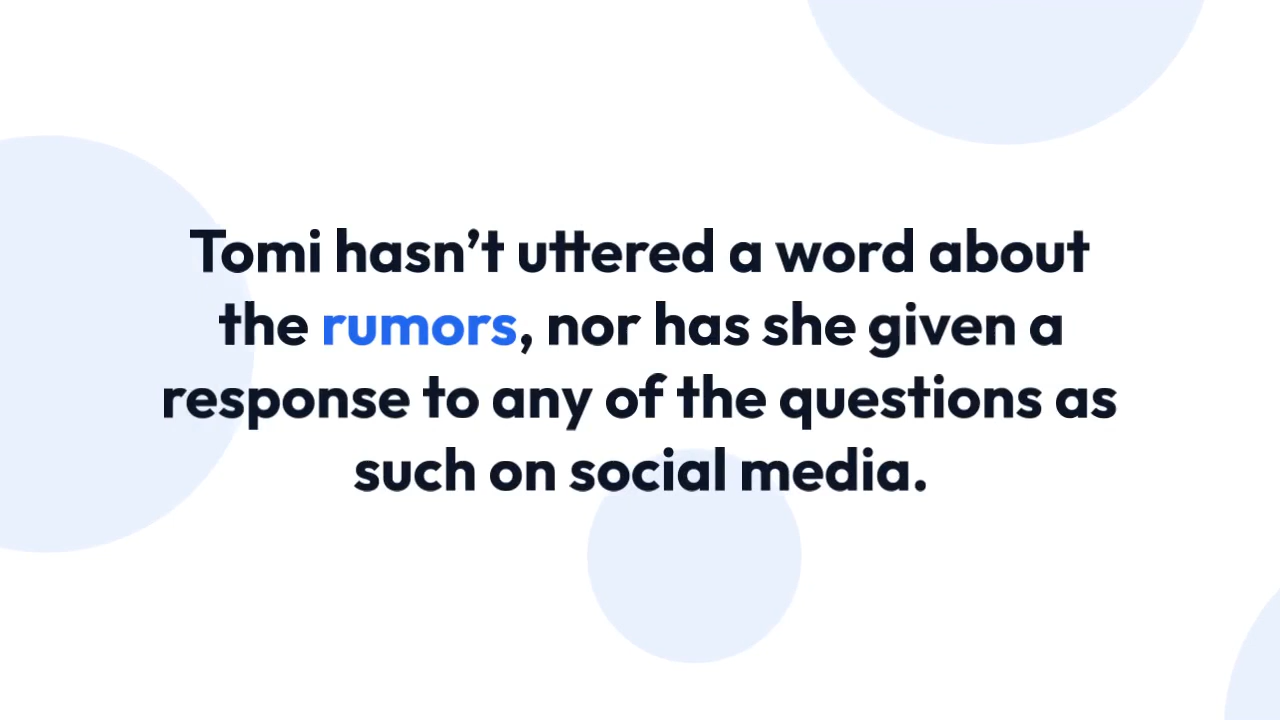 Tomi hasn’t uttered a word about
the rumors, nor has she given a
response to any of the questions as
such on social media.